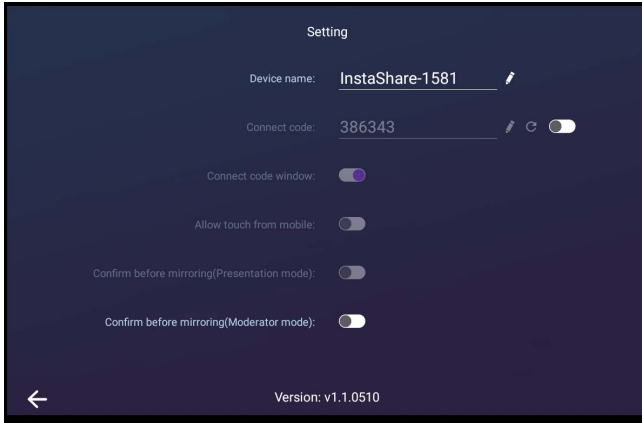 Setting
Device name: InstaShare-1581
Connect code: 386343
Connect code window:
Allow touch from mobile:
Confirm before mirroring(Presentation mode):
Confirm before mirroring(Moderator mode):
Version: v1.1.0510